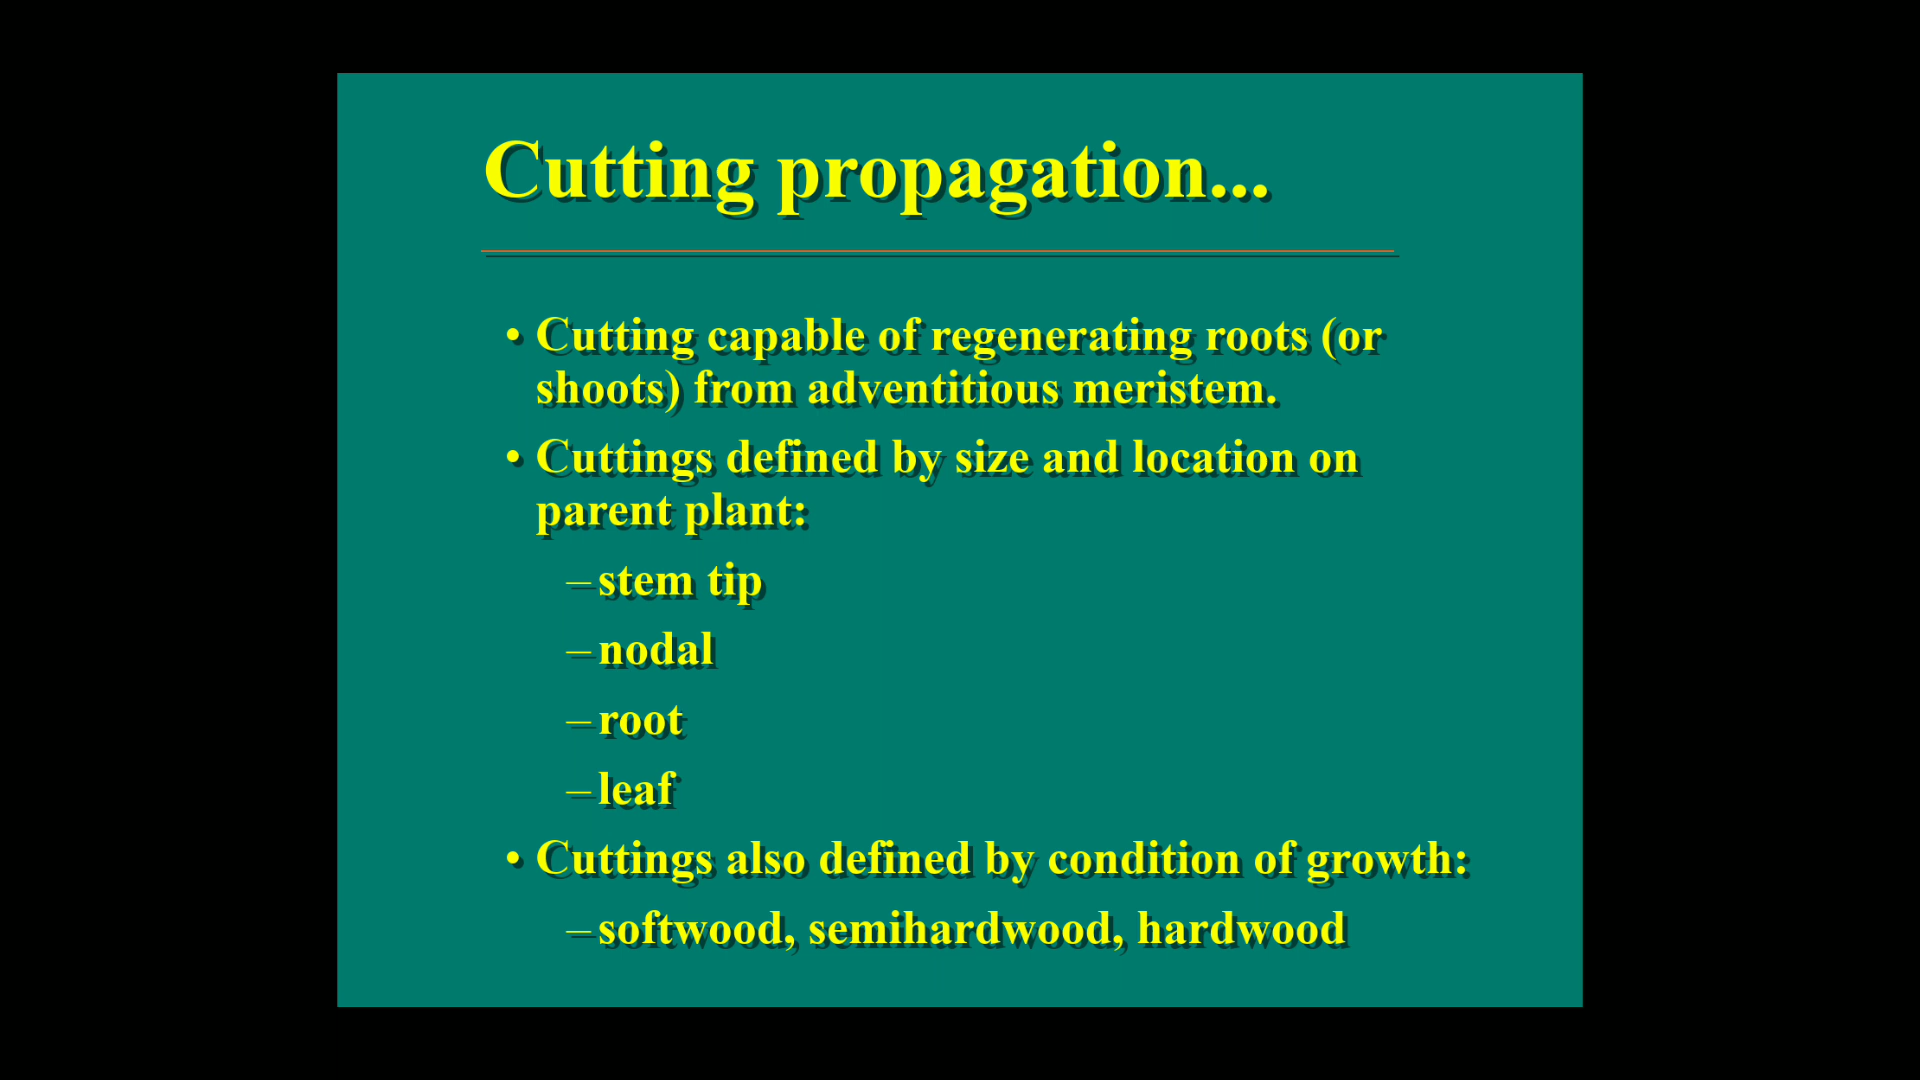 Cutting propagation...
• Cutting capable of regenerating roots (or
shoots) from adventitious meristem.
• Cuttings defined by size and location on
parent plant:
– stem tip
– nodal
– root
– leaf
• Cuttings also defined by condition of growth:
– softwood, semihardwood, hardwood